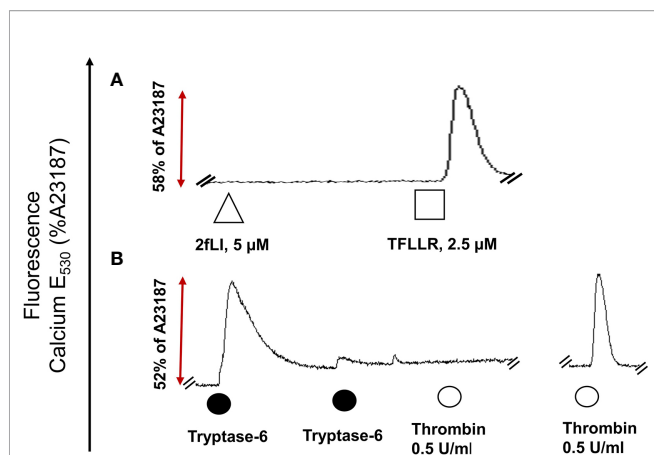 A
58% of A23187
2fLI, 5 µM
TFLLR, 2.5 µM
Fluorescence
Calcium E530 (%A23187)
B
52% of A23187
Tryptase-6
Tryptase-6
Thrombin
0.5 U/ml
Thrombin
0.5 U/ml